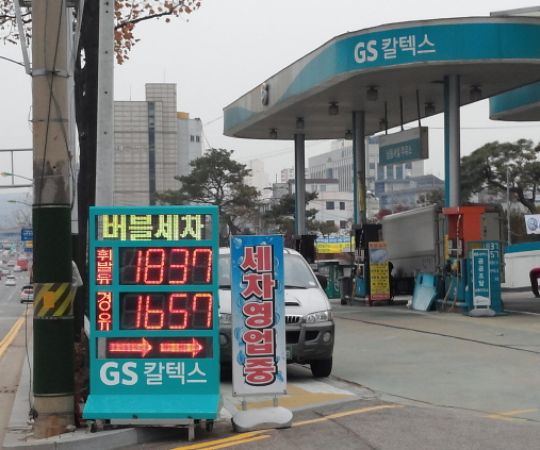 GS 칼텍스
버블세차
휘발유 1837
경유 1657
GS 칼텍스
세차영업중